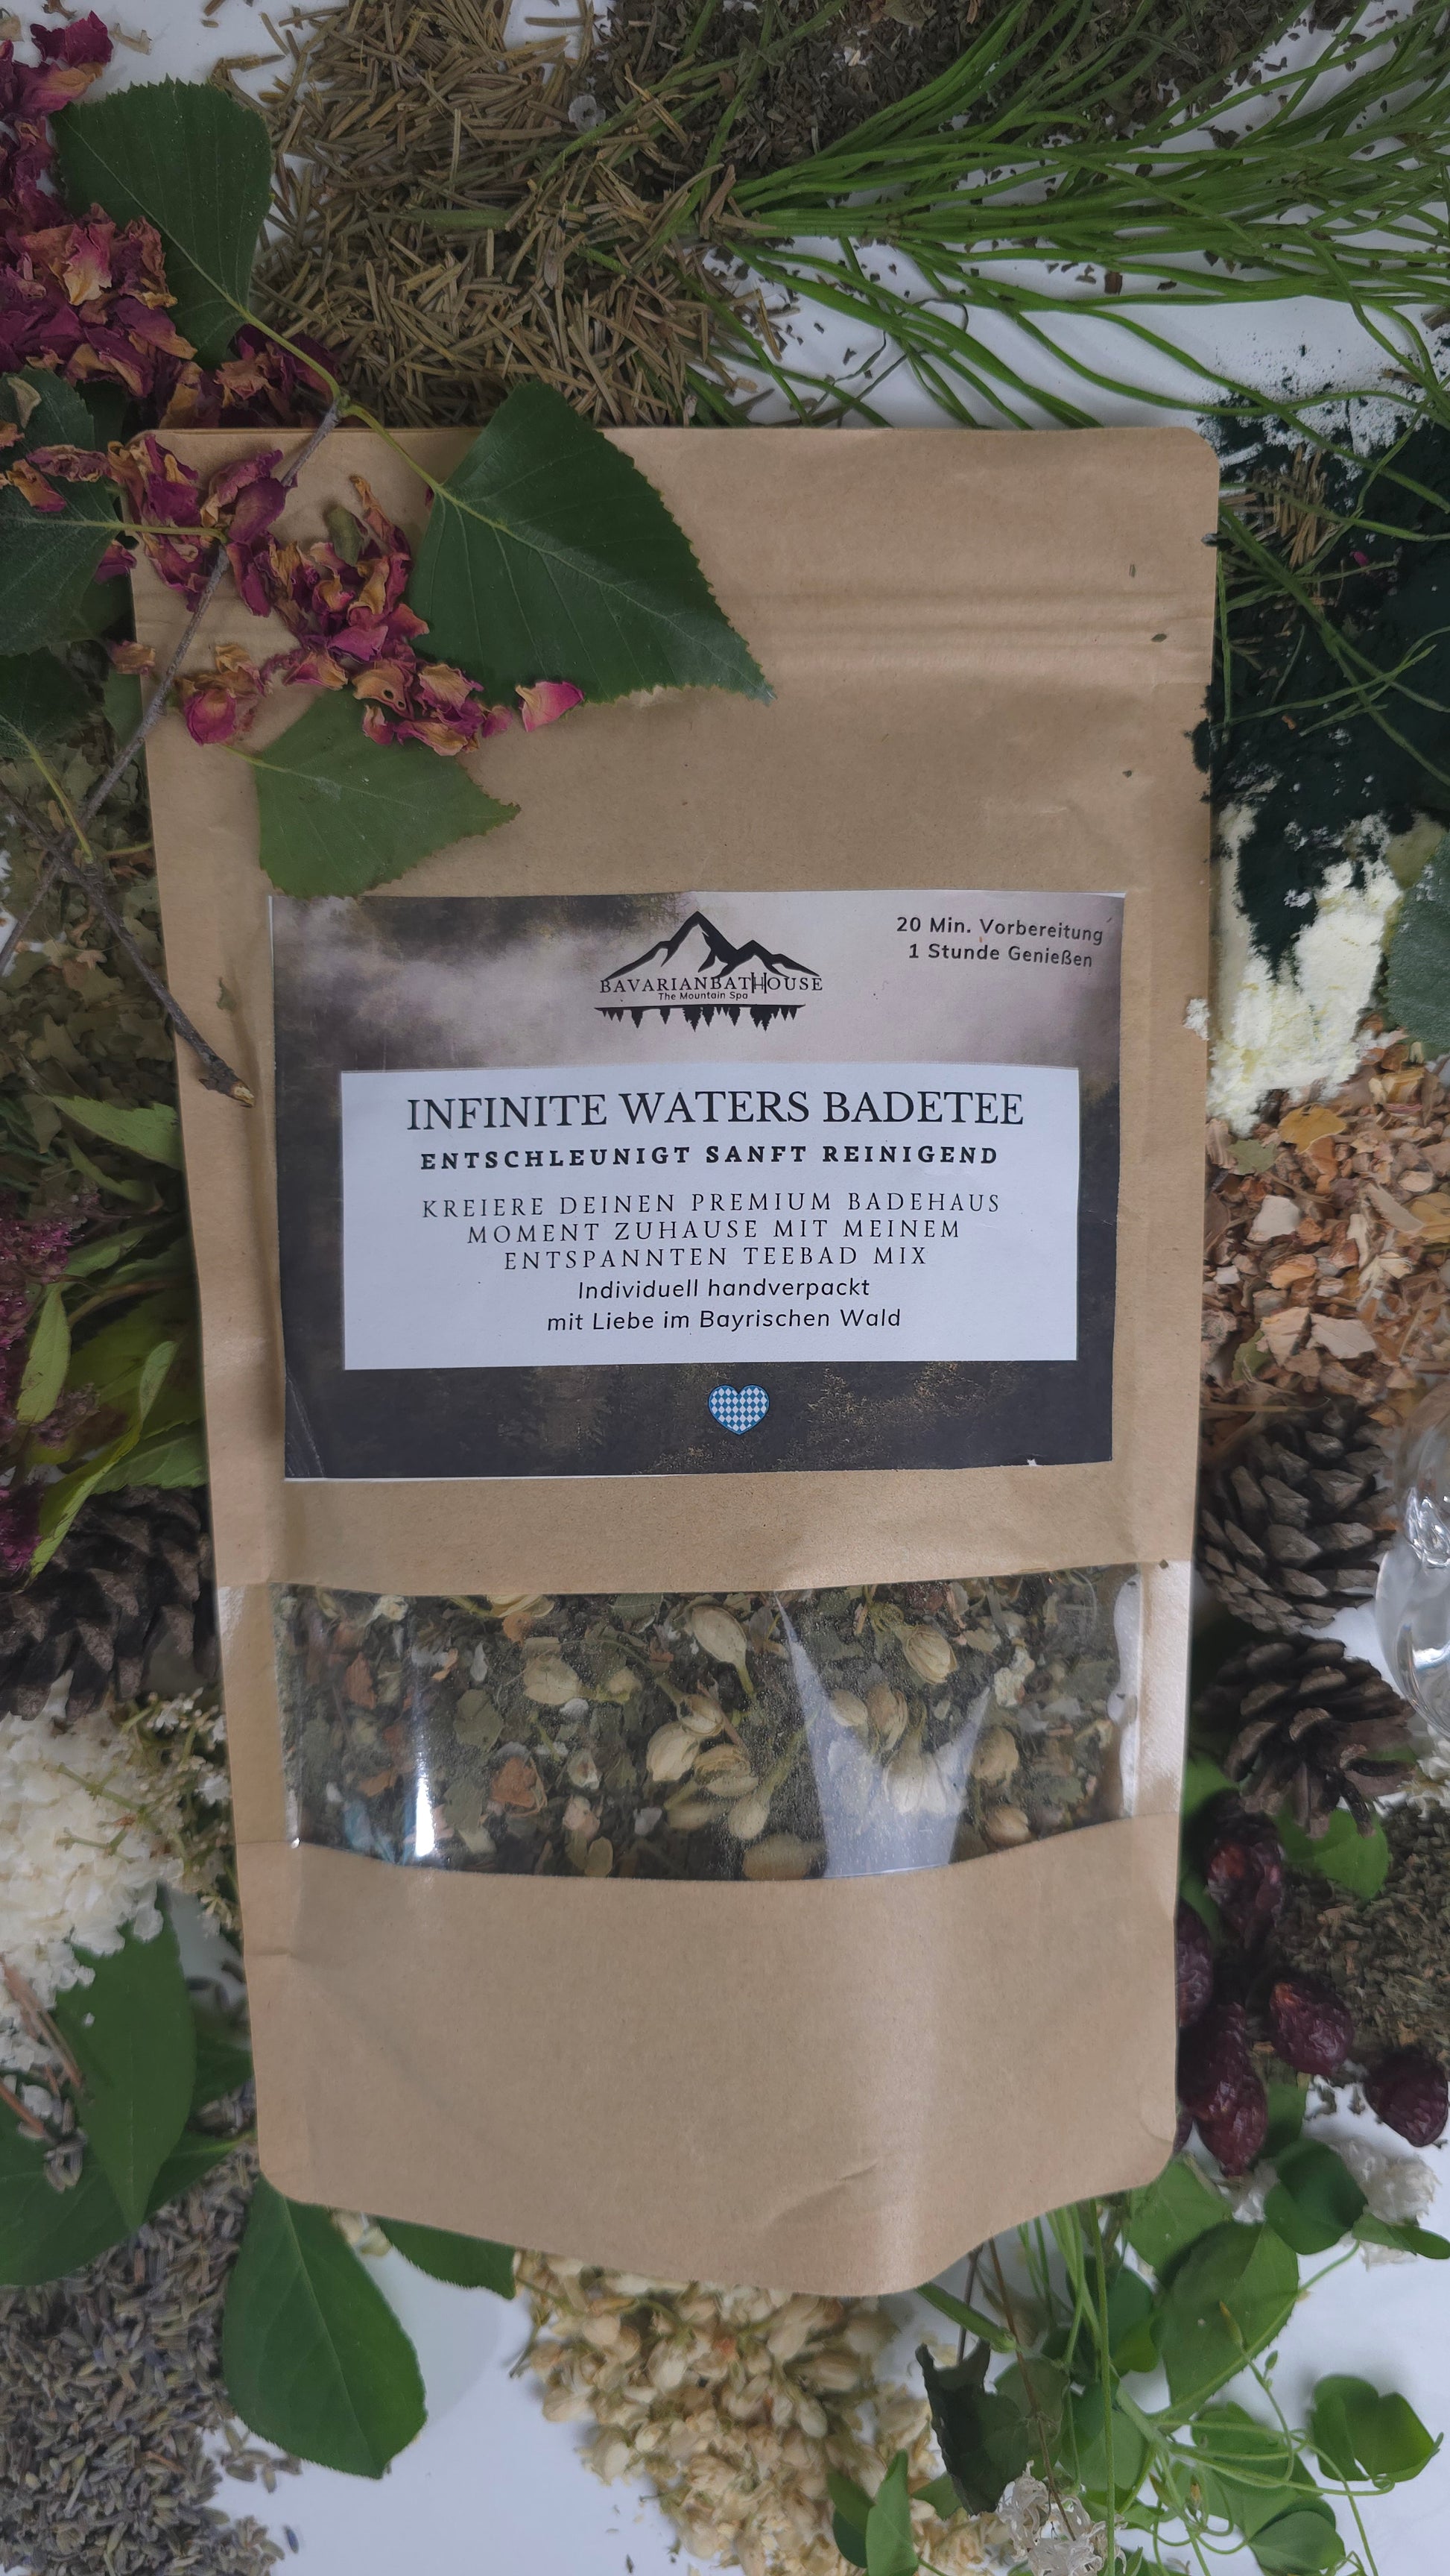 20 Min. Vorbereitung
1 Stunde Genießen
BAVARIANBATHOUSE
The Mountain Spa
INFINITE WATERS BADETEE
ENTSCHLEUNIGT SANFT REINIGEND
KREIERE DEINEN PREMIUM BADEHAUS
MOMENT ZUHAUSE MIT MEINEM
ENTSPANNTEN TEEBAD MIX
Individuell handverpackt
mit Liebe im Bayrischen Wald